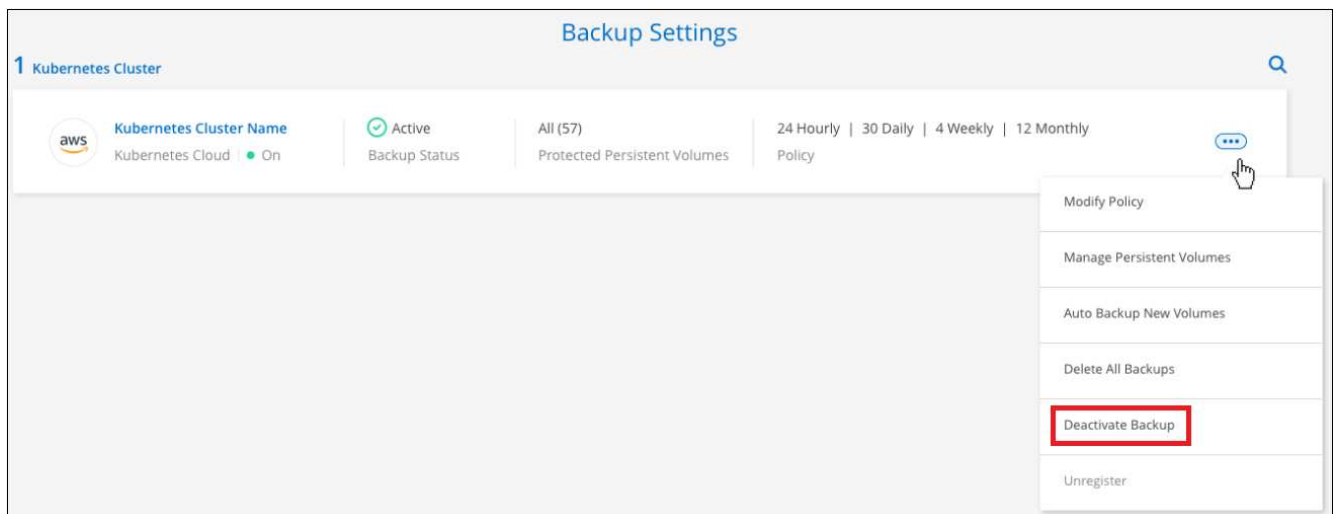 Backup Settings
1 Kubernetes Cluster
aws
Kubernetes Cluster Name
Kubernetes Cloud
On
Active
Backup Status
All (57)
Protected Persistent Volumes
24 Hourly | 30 Daily | 4 Weekly | 12 Monthly
Policy
Modify Policy
Manage Persistent Volumes
Auto Backup New Volumes
Delete All Backups
Deactivate Backup
Unregister